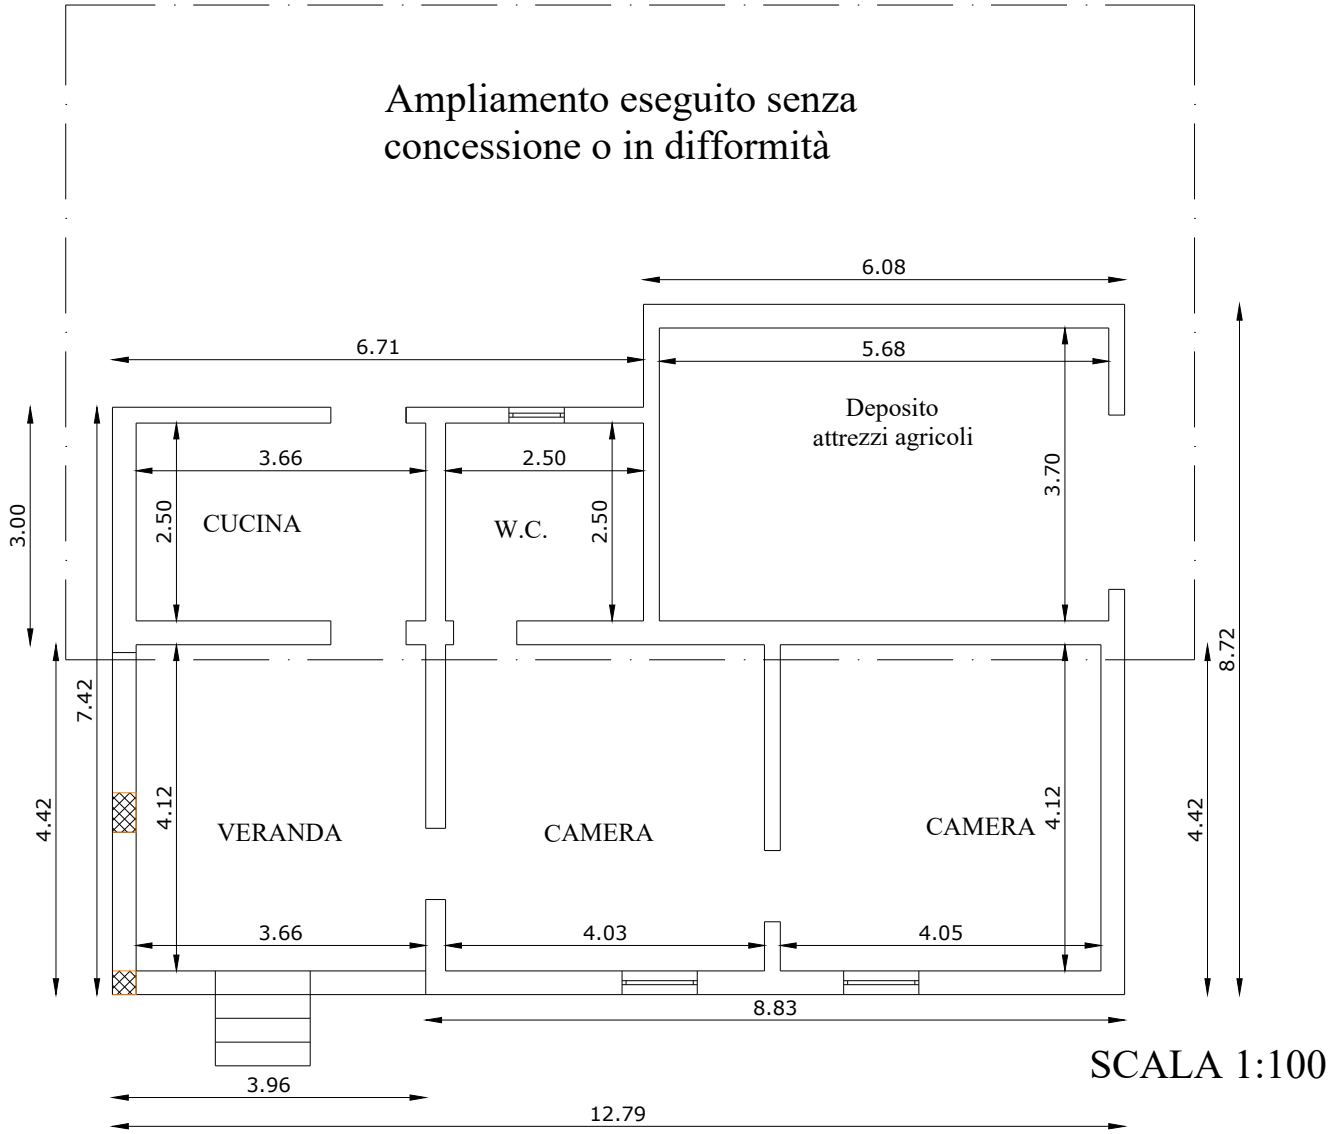 Ampliamento eseguito senza
concessione o in difformità
6.08
6.71
5.68
Deposito
attrezzi agricoli
3.66
2.50
3.70
3.00
2.50
CUCINA
W.C.
2.50
8.72
7.42
4.42
4.12
VERANDA
CAMERA
CAMERA
4.12
4.42
3.66
4.03
4.05
8.83
SCALA 1:100
3.96
12.79